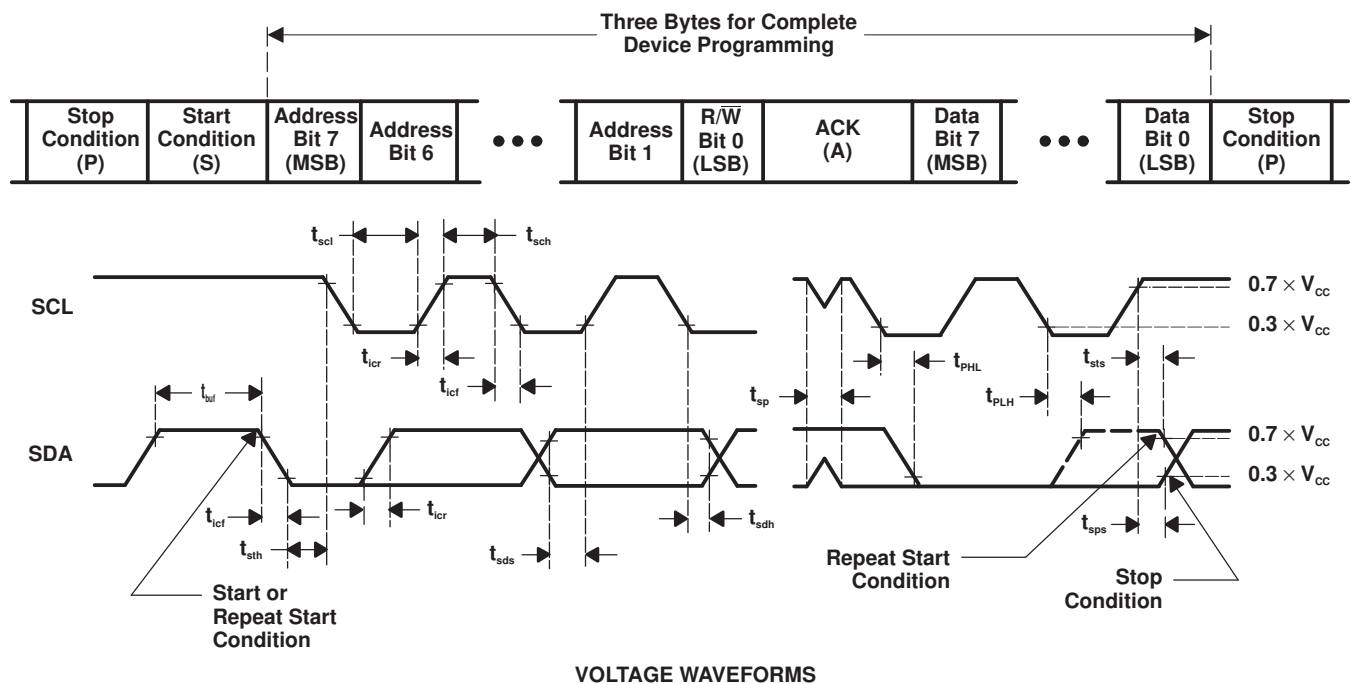 Three Bytes for Complete
Device Programming
Stop
Condition
(P)
Start
Condition
(S)
Address
Bit 7
(MSB)
Address
Bit 6
•••
Address
Bit 1
R/W̅
Bit 0
(LSB)
ACK
(A)
Data
Bit 7
(MSB)
•••
Data
Bit 0
(LSB)
Stop
Condition
(P)
tscl
tsch
SCL
0.7 × VCC
0.3 × VCC
ticr
ticf
tPHL
tsts
tbuf
tsp
tPLH
SDA
0.7 × VCC
0.3 × VCC
ticf
ticr
tsdh
tsth
tsds
tsps
Start or
Repeat Start
Condition
Repeat Start
Condition
Stop
Condition
VOLTAGE WAVEFORMS